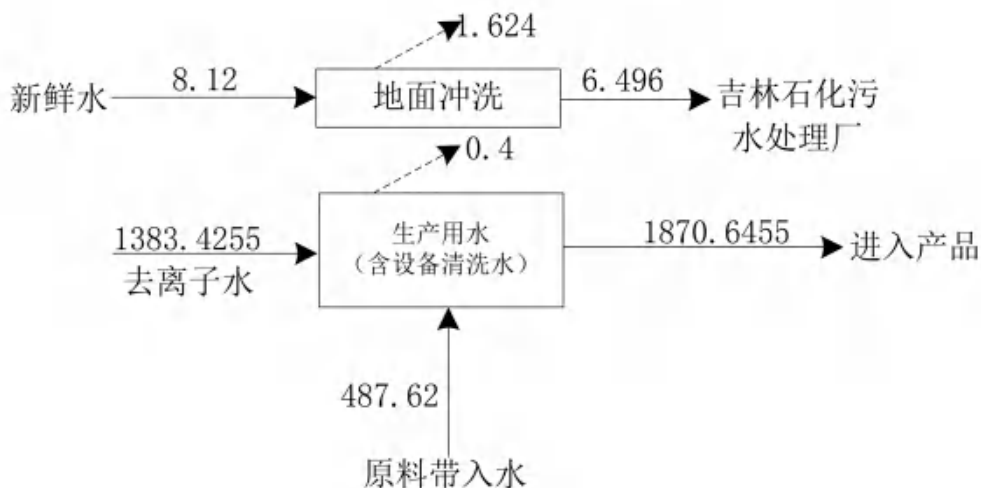 1.624
新鲜水
8.12
地面冲洗
6.496
吉林石化污
水处理厂
0.4
1383.4255
去离子水
生产用水
（含设备清洗水）
1870.6455
进入产品
487.62
原料带入水